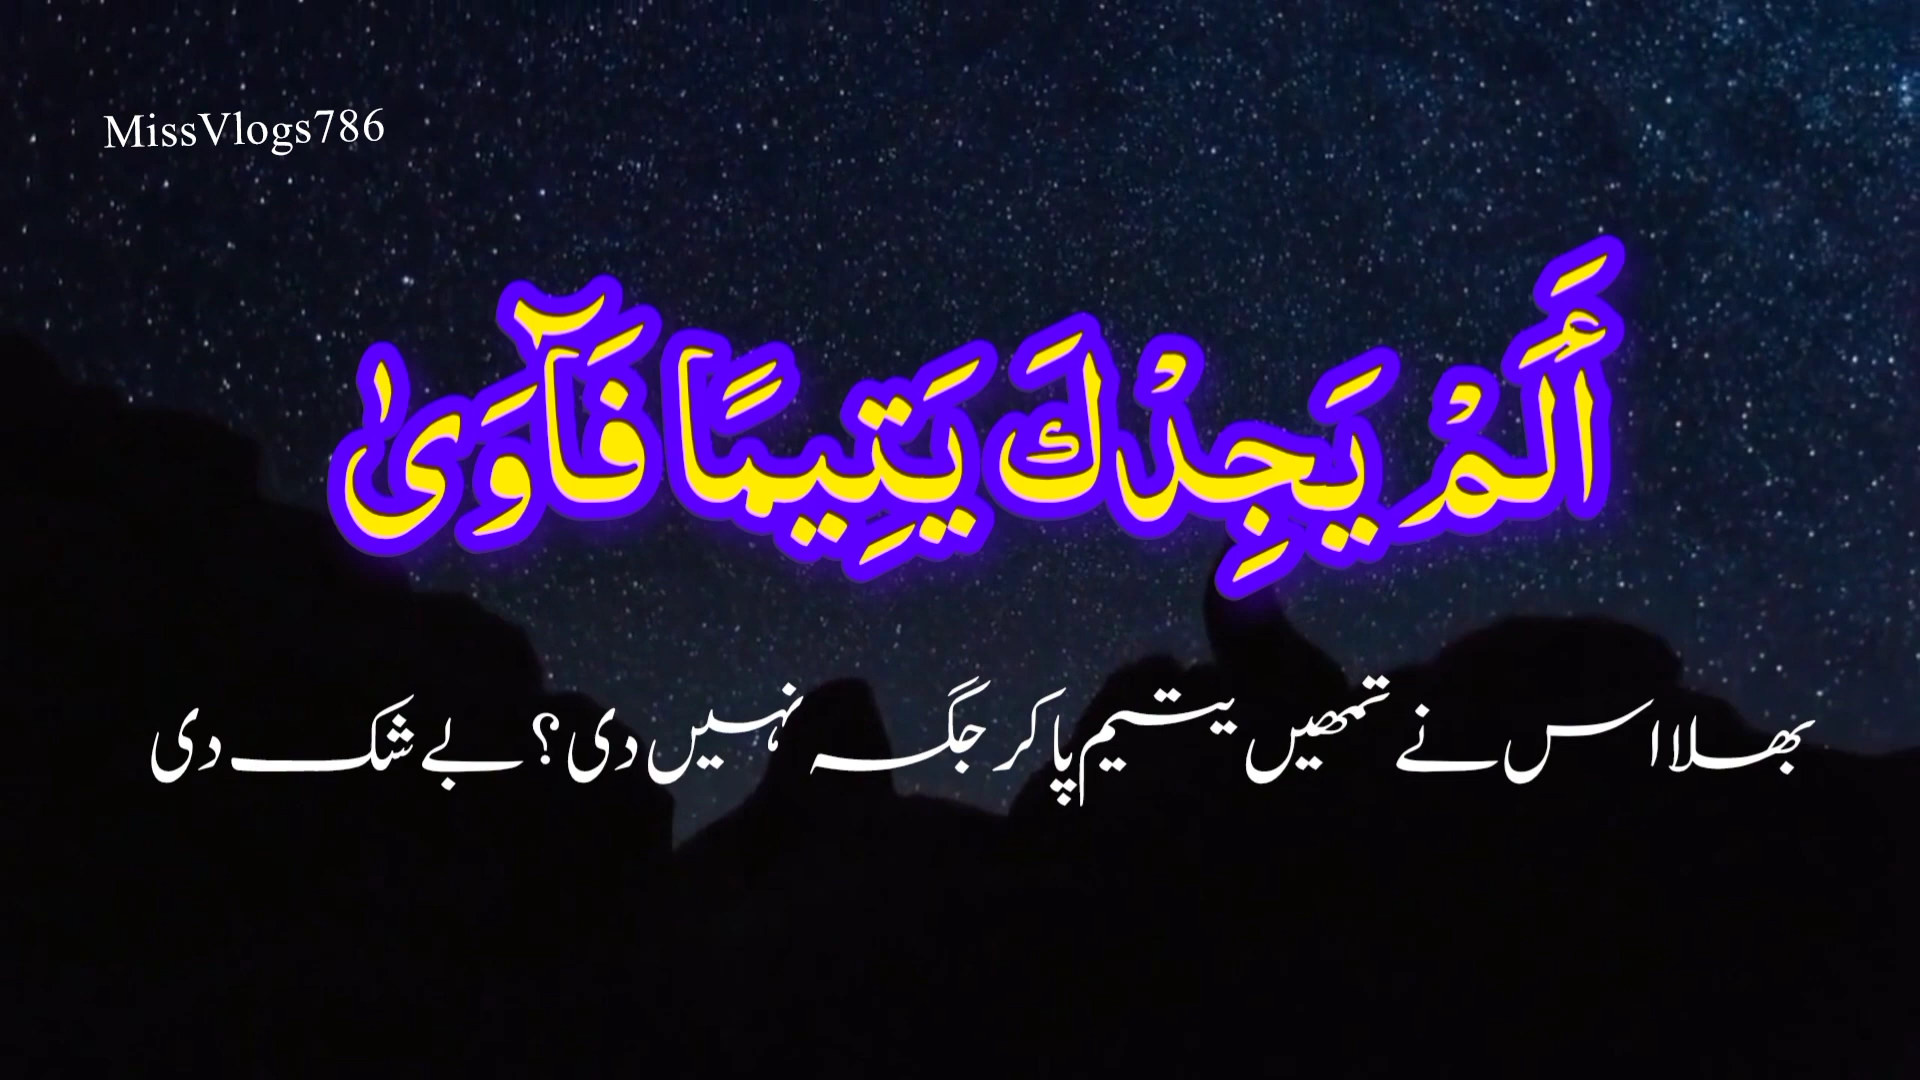 MissVlogs786
أَلَمْ يَجِدْكَ يَتِيمًا فَآوَىٰ
بھلا اس نے تمھیں یتیم پا کر جگہ نہیں دی؟ بے شک دی